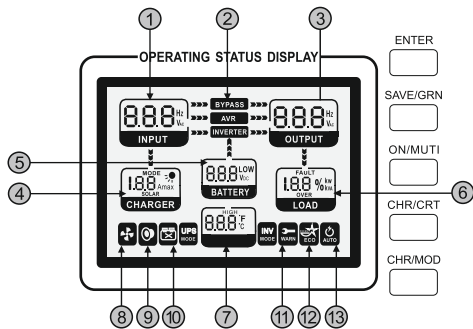 1 2 3
OPERATING STATUS DISPLAY
ENTER
8.8.8 Hz VAC
INPUT
BYPASS
AVR
INVERTER
8.8.8 Hz VAC
OUTPUT
SAVE/GRN
5
ON/MUTI
MODE
1.8.8 Amax
SOLAR
CHARGER
4
8.8.8 LOW VDC
BATTERY
FAULT
1.8.8 % kw kva
OVER
LOAD
6
CHR/CRT
UPS MODE
HIGH
8.8.8 °F °C
INV MODE
WARN
ECO
AUTO
CHR/MOD
8 9 10 7 11 12 13